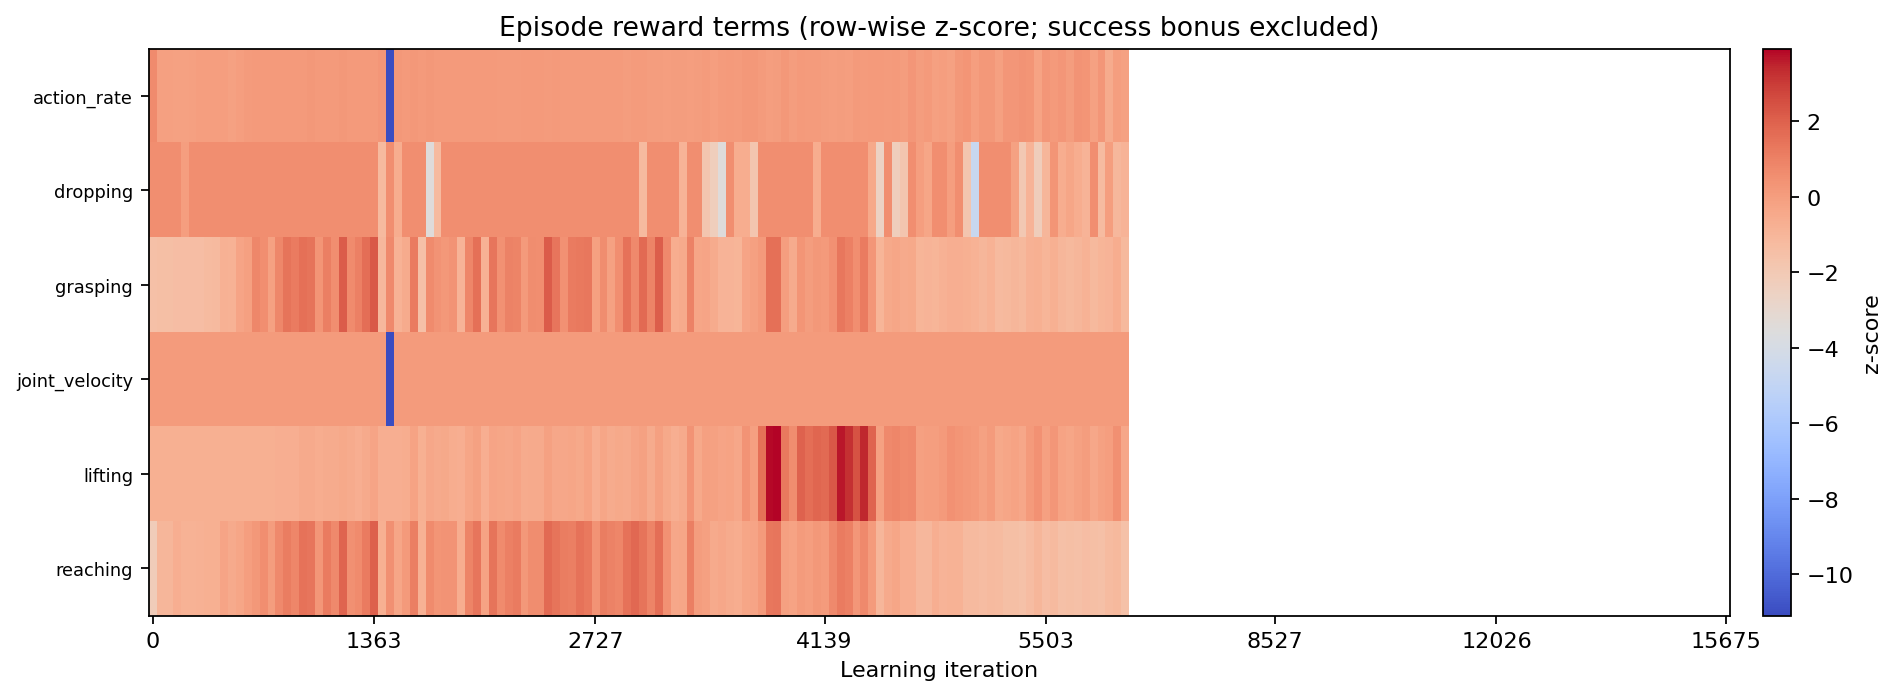 Episode reward terms (row-wise z-score; success bonus excluded)
action_rate
dropping
grasping
joint_velocity
lifting
reaching
0 1363 2727 4139 5503 8527 12026 15675
Learning iteration
2
0
−2
−4
−6
−8
−10
z-score